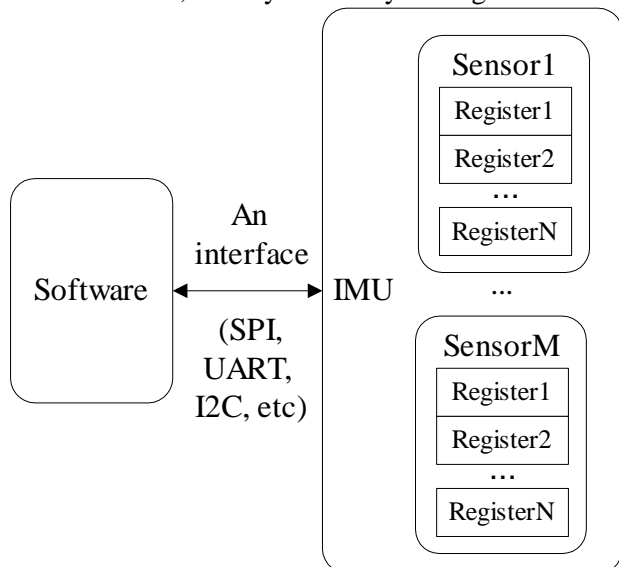 Sensor1
Register1
Register2
...
RegisterN
An
interface
Software
IMU
...
(SPI,
UART,
I2C, etc)
SensorM
Register1
Register2
...
RegisterN